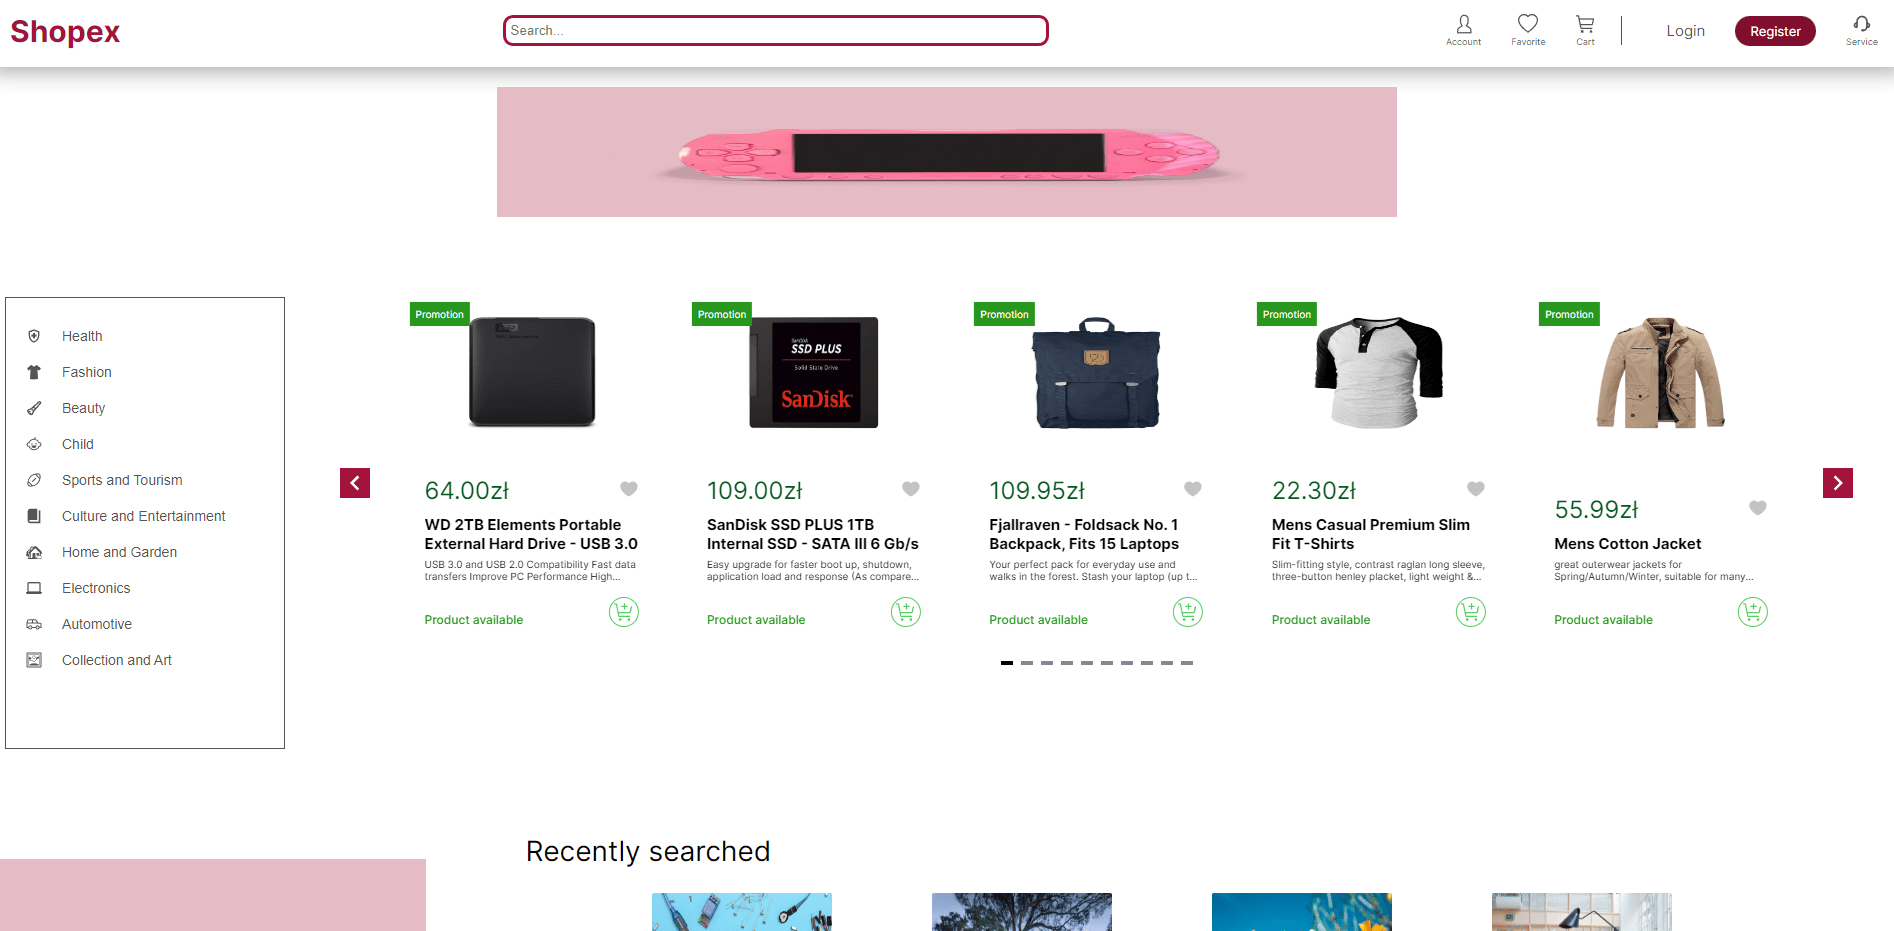 Shopex
Search...
Account
Favorite
Cart
Login
Register
Service
Health
Fashion
Beauty
Child
Sports and Tourism
Culture and Entertainment
Home and Garden
Electronics
Automotive
Collection and Art
Promotion
SanDisk
SSD PLUS
Solid State Drive
SanDisk
Promotion
Promotion
Promotion
Promotion
64.00zł
WD 2TB Elements Portable
External Hard Drive - USB 3.0
USB 3.0 and USB 2.0 Compatibility Fast data
transfers Improve PC Performance High...
Product available
109.00zł
SanDisk SSD PLUS 1TB
Internal SSD - SATA III 6 Gb/s
Easy upgrade for faster boot up, shutdown,
application load and response (As compare...
Product available
109.95zł
Fjallraven - Foldsack No. 1
Backpack, Fits 15 Laptops
Your perfect pack for everyday use and
walks in the forest. Stash your laptop (up t...
Product available
22.30zł
Mens Casual Premium Slim
Fit T-Shirts
Slim-fitting style, contrast raglan long sleeve,
three-button henley placket, light weight &...
Product available
55.99zł
Mens Cotton Jacket
great outerwear jackets for
Spring/Autumn/Winter, suitable for many...
Product available
Recently searched